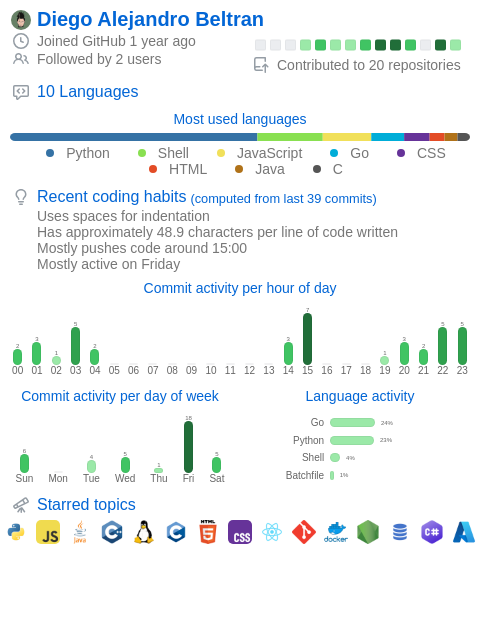 Diego Alejandro Beltran
Joined GitHub 1 year ago
Followed by 2 users
Contributed to 20 repositories
10 Languages
Most used languages
Python Shell JavaScript Go CSS
HTML Java C
Recent coding habits (computed from last 39 commits)
Uses spaces for indentation
Has approximately 48.9 characters per line of code written
Mostly pushes code around 15:00
Mostly active on Friday
Commit activity per hour of day
2 3 1 5 2 3 7 1 3 2 5 5
00 01 02 03 04 05 06 07 08 09 10 11 12 13 14 15 16 17 18 19 20 21 22 23
Commit activity per day of week
6 4 5 1 18 5
Sun Mon Tue Wed Thu Fri Sat
Language activity
Go 24%
Python 23%
Shell 4%
Batchfile 1%
Starred topics
JS Java C++ C HTML CSS docker C#